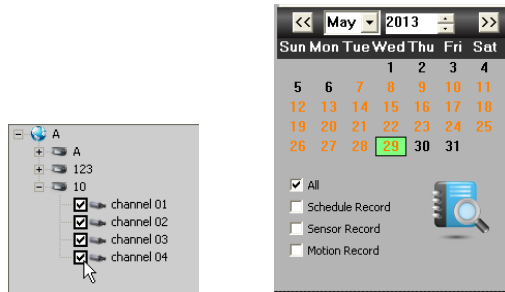 A
A
123
10
channel 01
channel 02
channel 03
channel 04
<< May 2013 >>
Sun Mon Tue Wed Thu Fri Sat
1 2 3 4
5 6 7 8 9 10 11
12 13 14 15 16 17 18
19 20 21 22 23 24 25
26 27 28 29 30 31
All
Schedule Record
Sensor Record
Motion Record